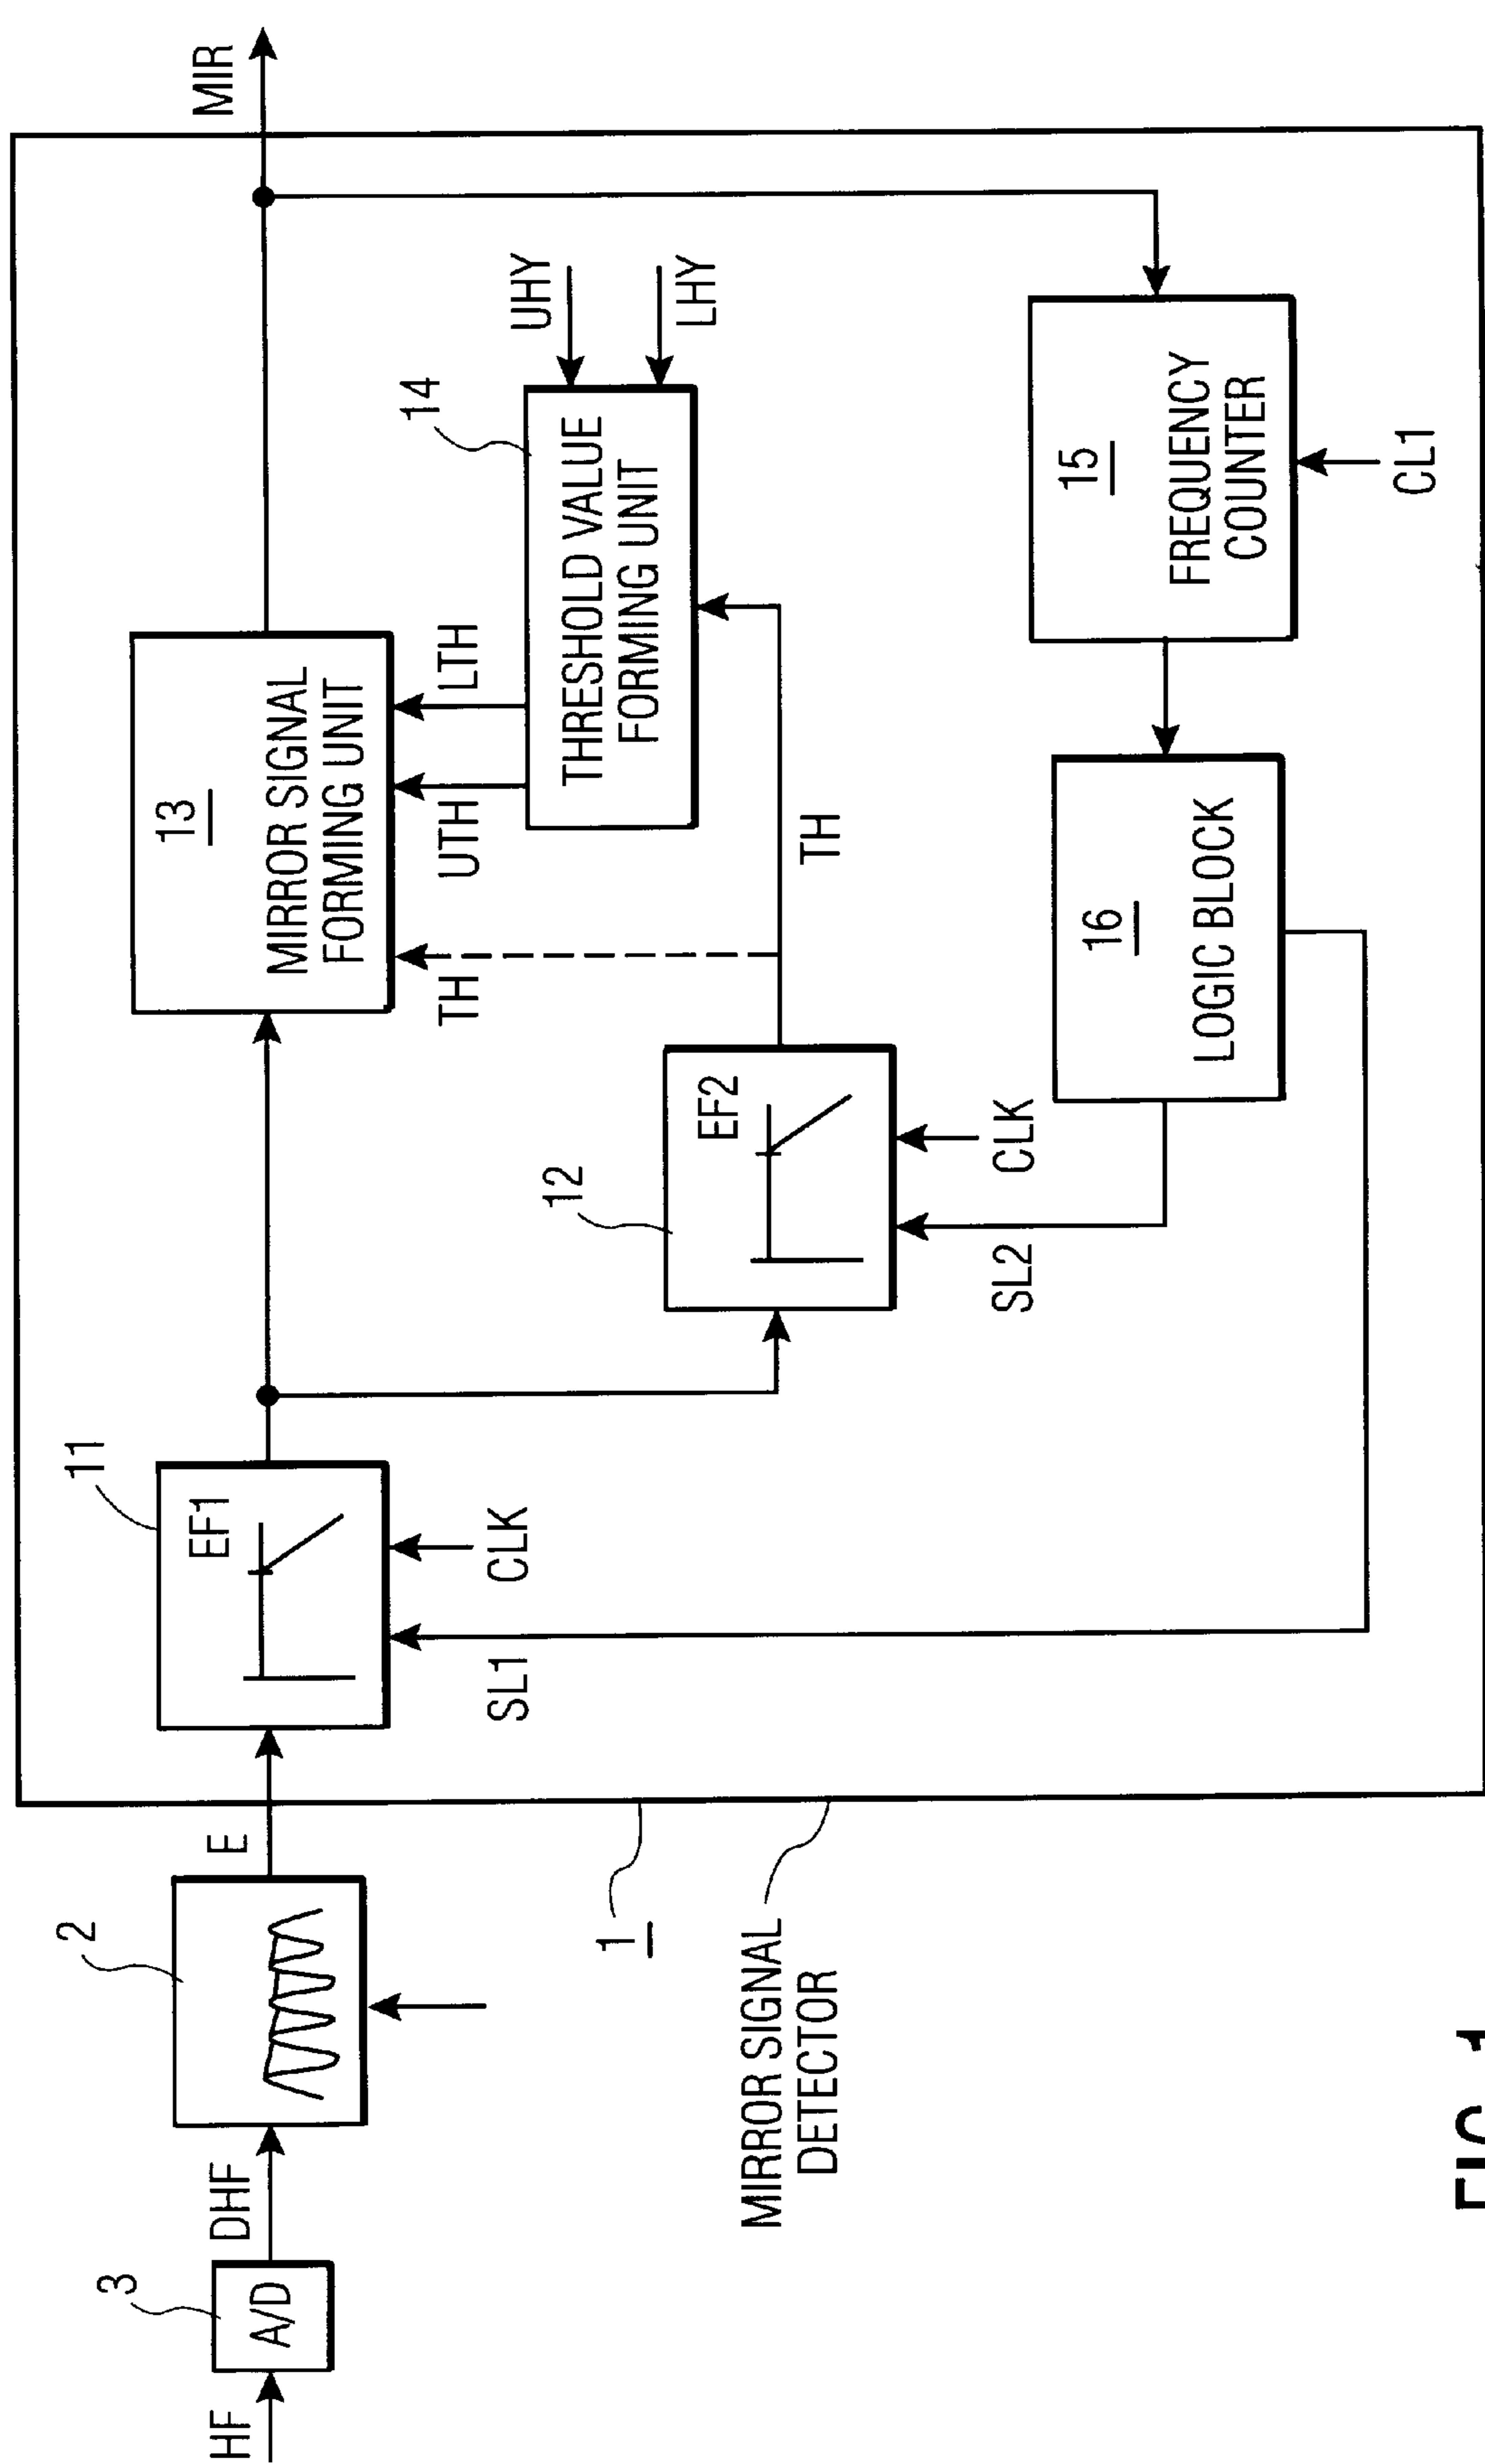 HF
3
A/D
DHF
2
E
11
EF1
SL1
CLK
12
EF2
SL2
CLK
13
MIRROR SIGNAL
FORMING UNIT
TH
UTH
LTH
TH
14
THRESHOLD VALUE
FORMING UNIT
UHY
LHY
MIR
15
FREQUENCY
COUNTER
CL1
16
LOGIC BLOCK
1
MIRROR SIGNAL
DETECTOR